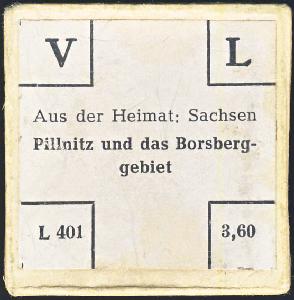 V L
Aus der Heimat: Sachsen
Pillnitz und das Borsberg-
gebiet
L 401 3,60